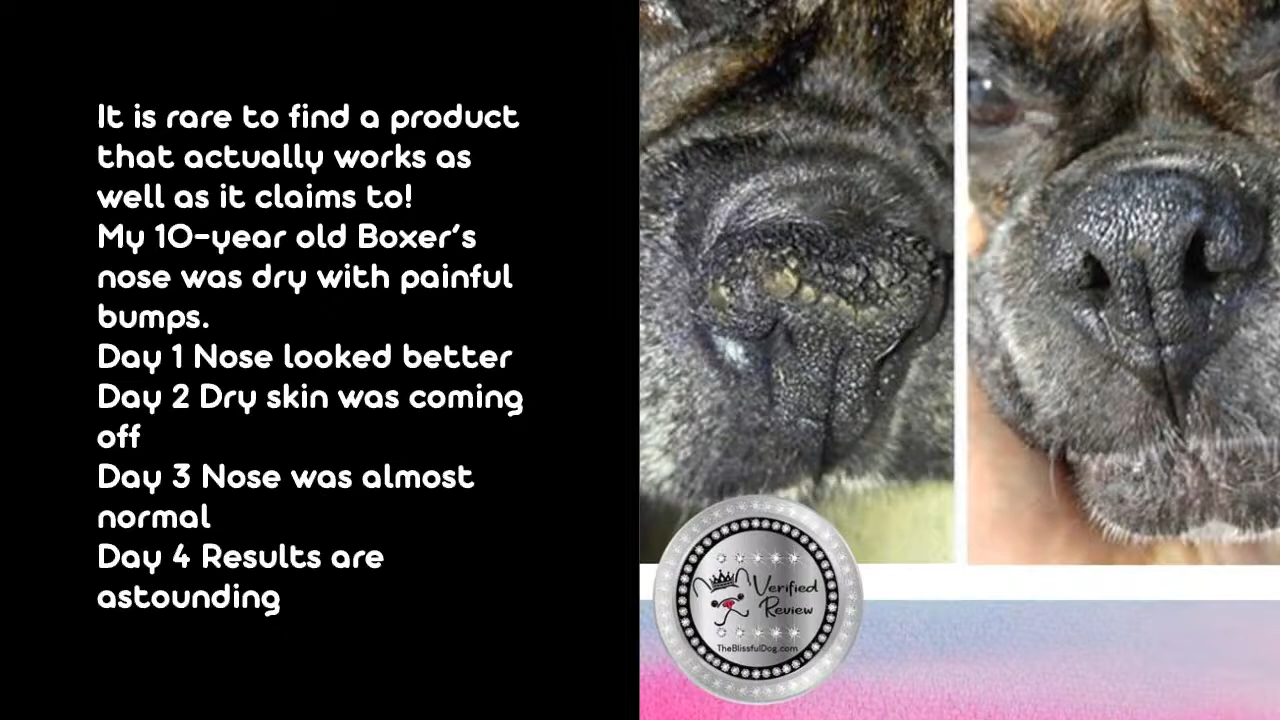 It is rare to find a product
that actually works as
well as it claims to!
My 10-year old Boxer's
nose was dry with painful
bumps.
Day 1 Nose looked better
Day 2 Dry skin was coming
off
Day 3 Nose was almost
normal
Day 4 Results are
astounding
Verified
Review
TheBlissfulDog.com